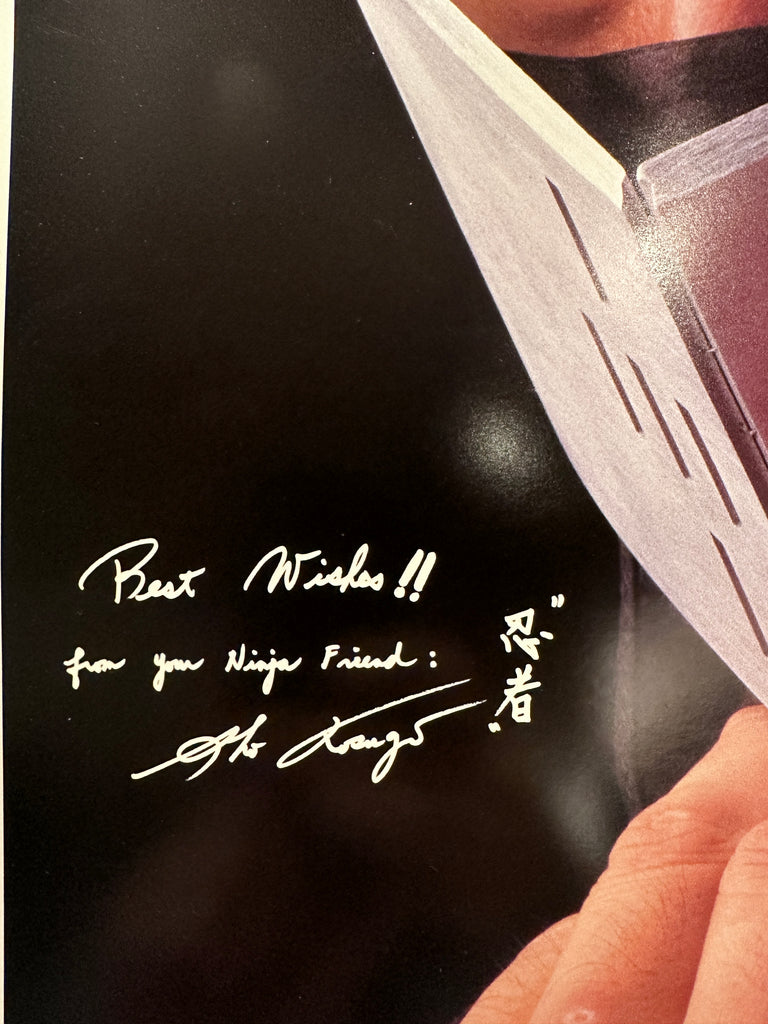 Best Wishes!!
from your Ninja Friend:
Sho Kosugi
"忍者"